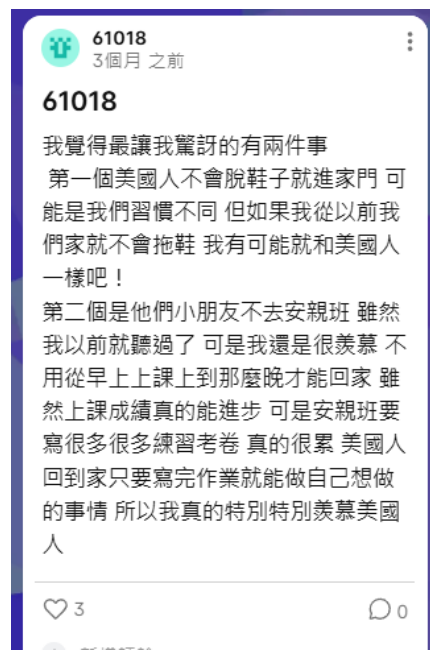 61018
3個月 之前
61018
我覺得最讓我驚訝的有兩件事
第一個美國人不會脫鞋子就進家門 可
能是我們習慣不同 但如果我從以前我
們家就不會拖鞋 我有可能就和美國人
一樣吧！
第二個是他們小朋友不去安親班 雖然
我以前就聽過了 可是我還是很羨慕 不
用從早上上課上到那麼晚才能回家 雖
然上課成績真的能進步 可是安親班要
寫很多很多練習考卷 真的很累 美國人
回到家只要寫完作業就能做自己想做
的事情 所以我真的特別特別羨慕美國
人
3
0